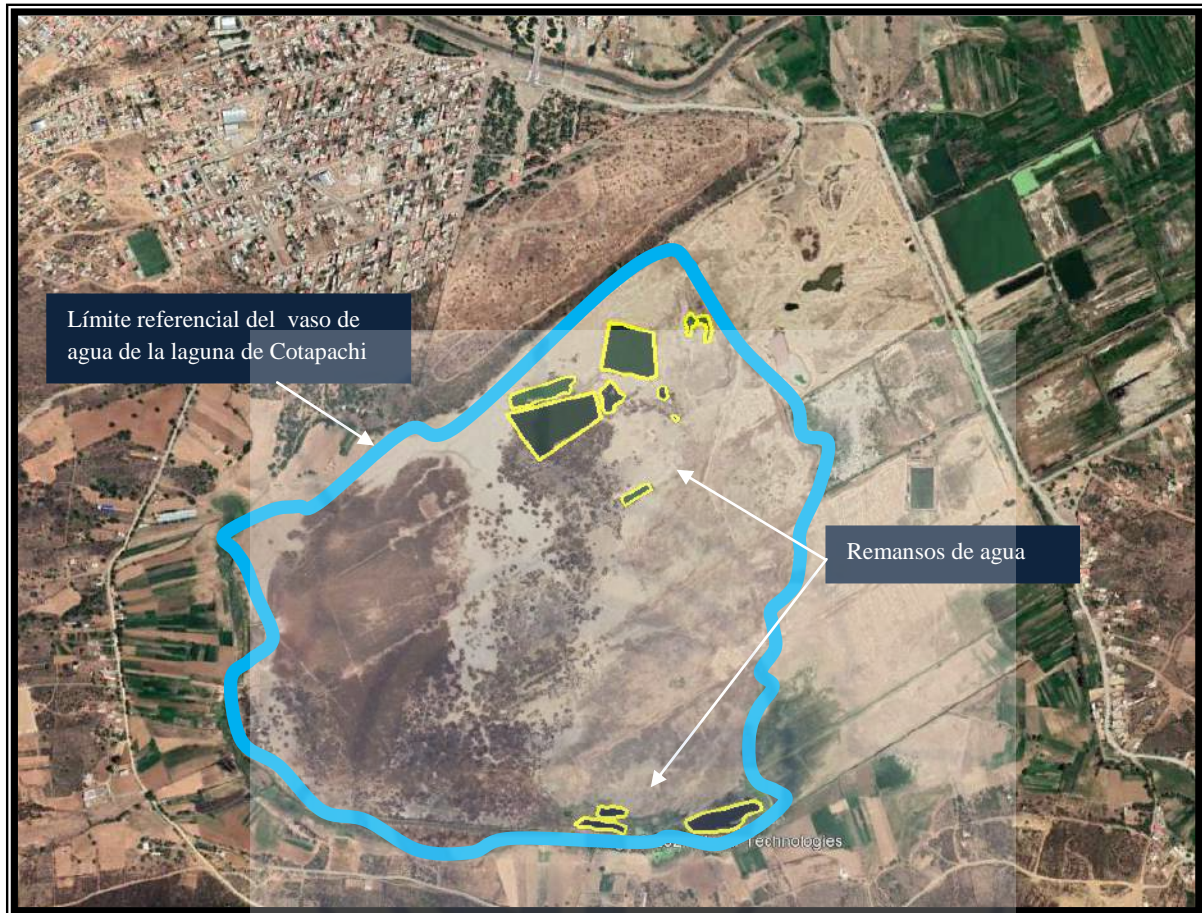 Límite referencial del vaso de
agua de la laguna de Cotapachi
Remansos de agua
Technologies